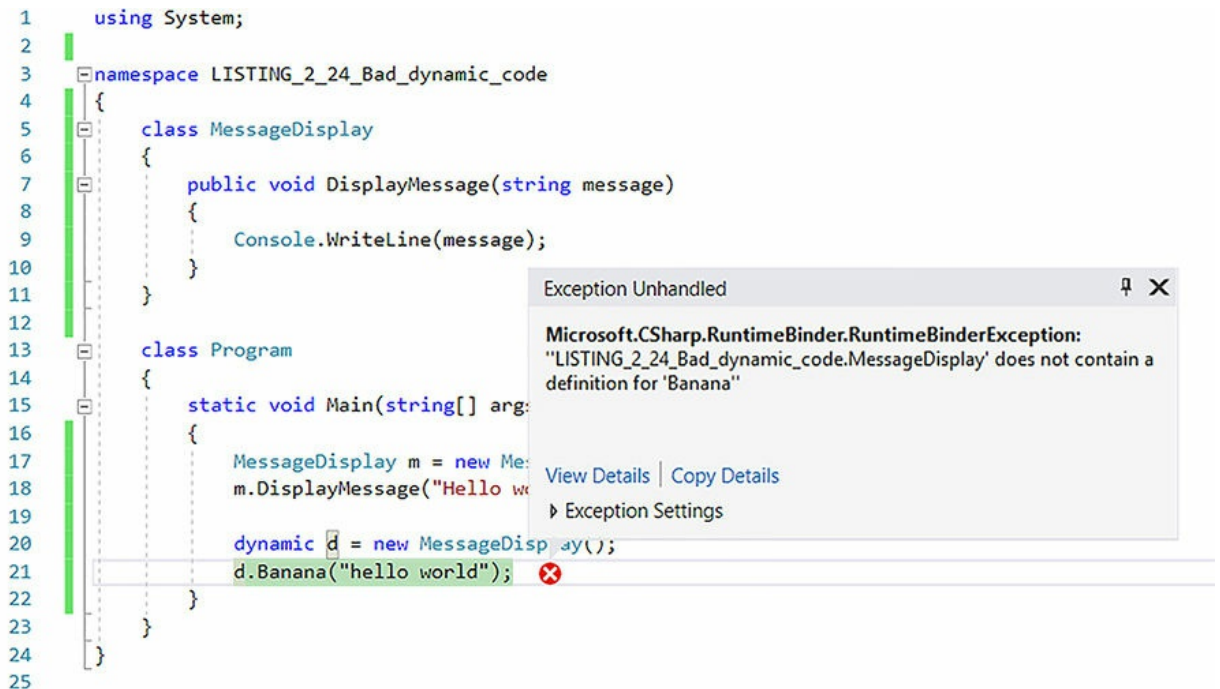 1 using System;
2
3 namespace LISTING_2_24_Bad_dynamic_code
4 {
5 class MessageDisplay
6 {
7 public void DisplayMessage(string message)
8 {
9 Console.WriteLine(message);
10 }
11 }
12
13 class Program
14 {
15 static void Main(string[] arg
16 {
17 MessageDisplay m = new Me
18 m.DisplayMessage("Hello w
19
20 dynamic d = new MessageDisp ay();
21 d.Banana("hello world");
22 }
23 }
24 }
25
Exception Unhandled
Microsoft.CSharp.RuntimeBinder.RuntimeBinderException:
''LISTING_2_24_Bad_dynamic_code.MessageDisplay' does not contain a
definition for 'Banana''
View Details | Copy Details
Exception Settings